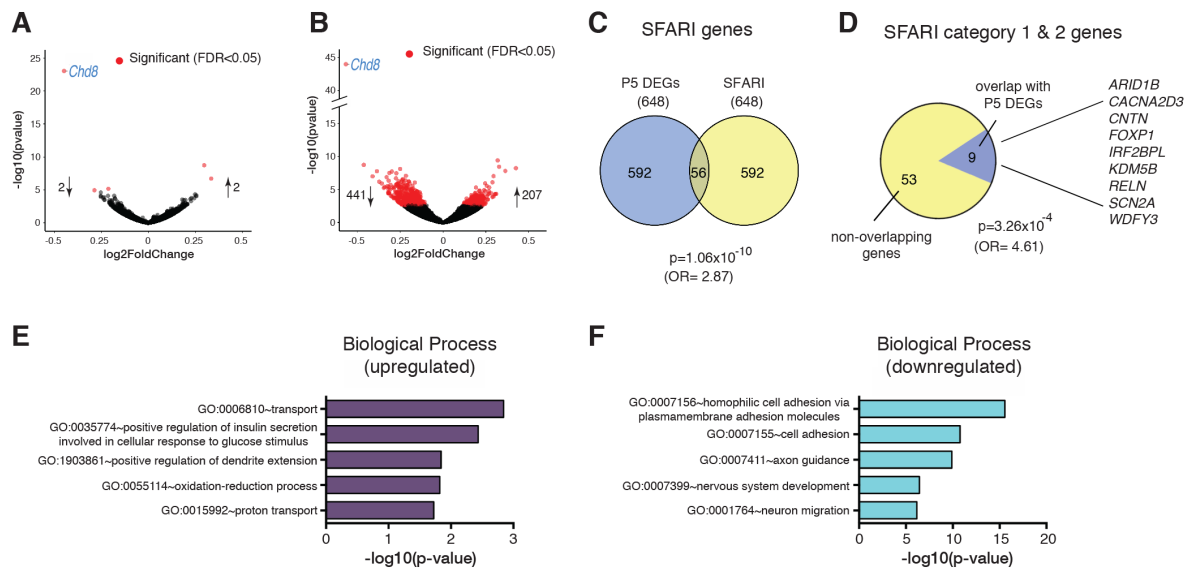 A
Significant (FDR<0.05)
Chd8
-log10(pvalue)
25
20
15
10
5
0
2
2
-0.5
0.25
0
0.25
0.5
log2FoldChange
B
Significant (FDR<0.05)
Chd8
-log10(pvalue)
45
40
15
10
5
0
441
207
-0.5
0.25
0
0.25
0.5
log2FoldChange
C
SFARI genes
P5 DEGs
(648)
SFARI
(648)
592
56
592
p=1.06x10-10
(OR= 2.87)
D
SFARI category 1 & 2 genes
overlap with
P5 DEGs
9
53
non-overlapping
genes
p=3.26x10-4
(OR= 4.61)
ARID1B
CACNA2D3
CNTN
FOXP1
IRF2BPL
KDM5B
RELN
SCN2A
WDFY3
E
Biological Process
(upregulated)
GO:0006810~transport
GO:0035774~positive regulation of insulin secretion
involved in cellular response to glucose stimulus
GO:1903861~positive regulation of dendrite extension
GO:0055114~oxidation-reduction process
GO:0015992~proton transport
0
1
2
3
-log10(p-value)
F
Biological Process
(downregulated)
GO:0007156~homophilic cell adhesion via
plasmamembrane adhesion molecules
GO:0007155~cell adhesion
GO:0007411~axon guidance
GO:0007399~nervous system development
GO:0001764~neuron migration
0
5
10
15
20
-log10(p-value)